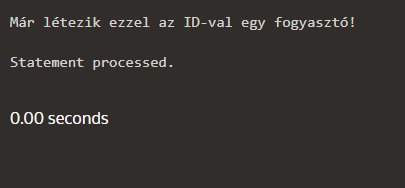 Már létezik ezzel az ID-val egy fogyasztó!
Statement processed.
0.00 seconds